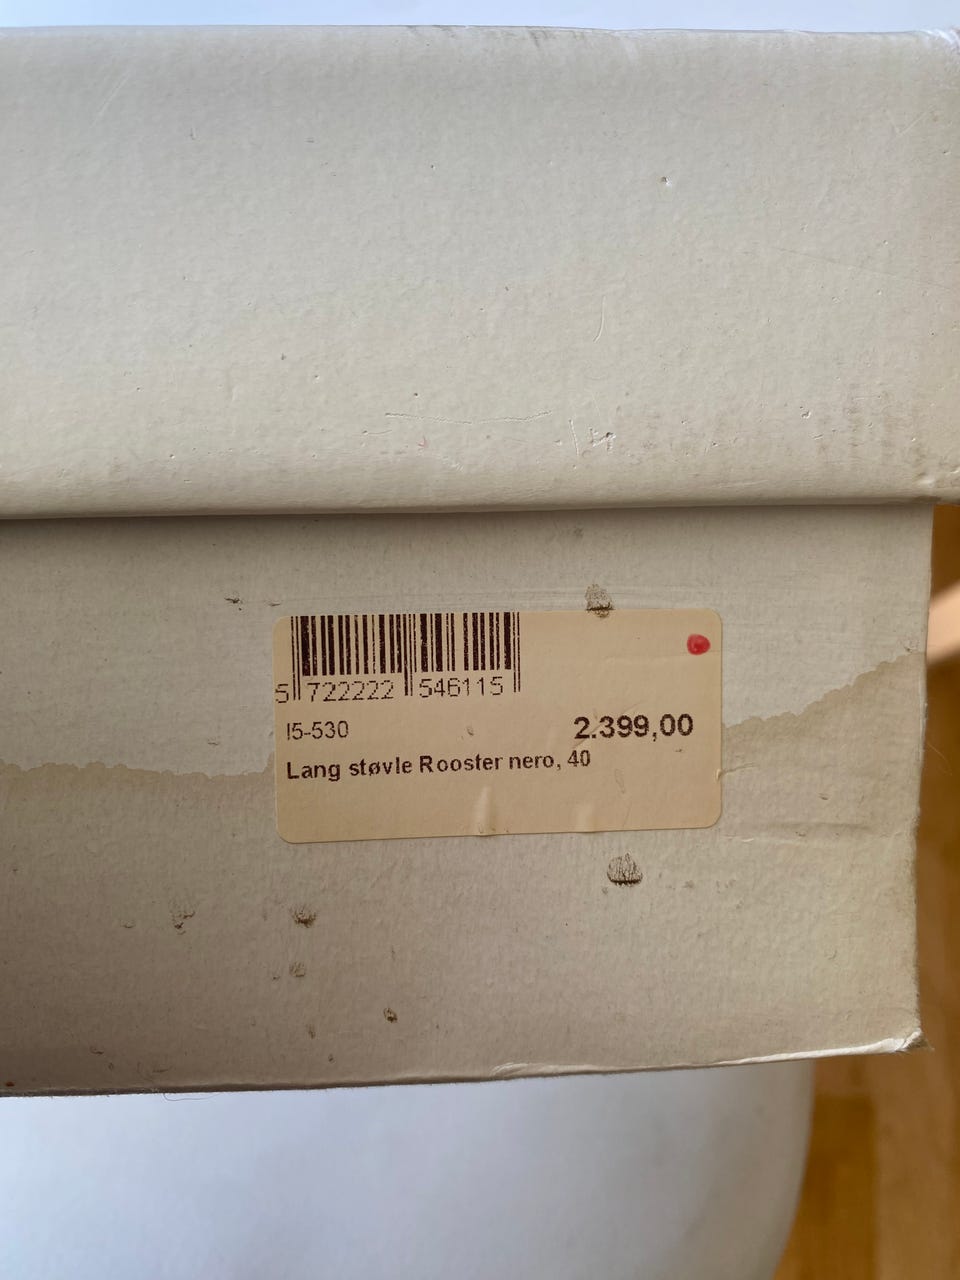 5 722222 546115
I5-530
2.399,00
Lang støvle Rooster nero, 40